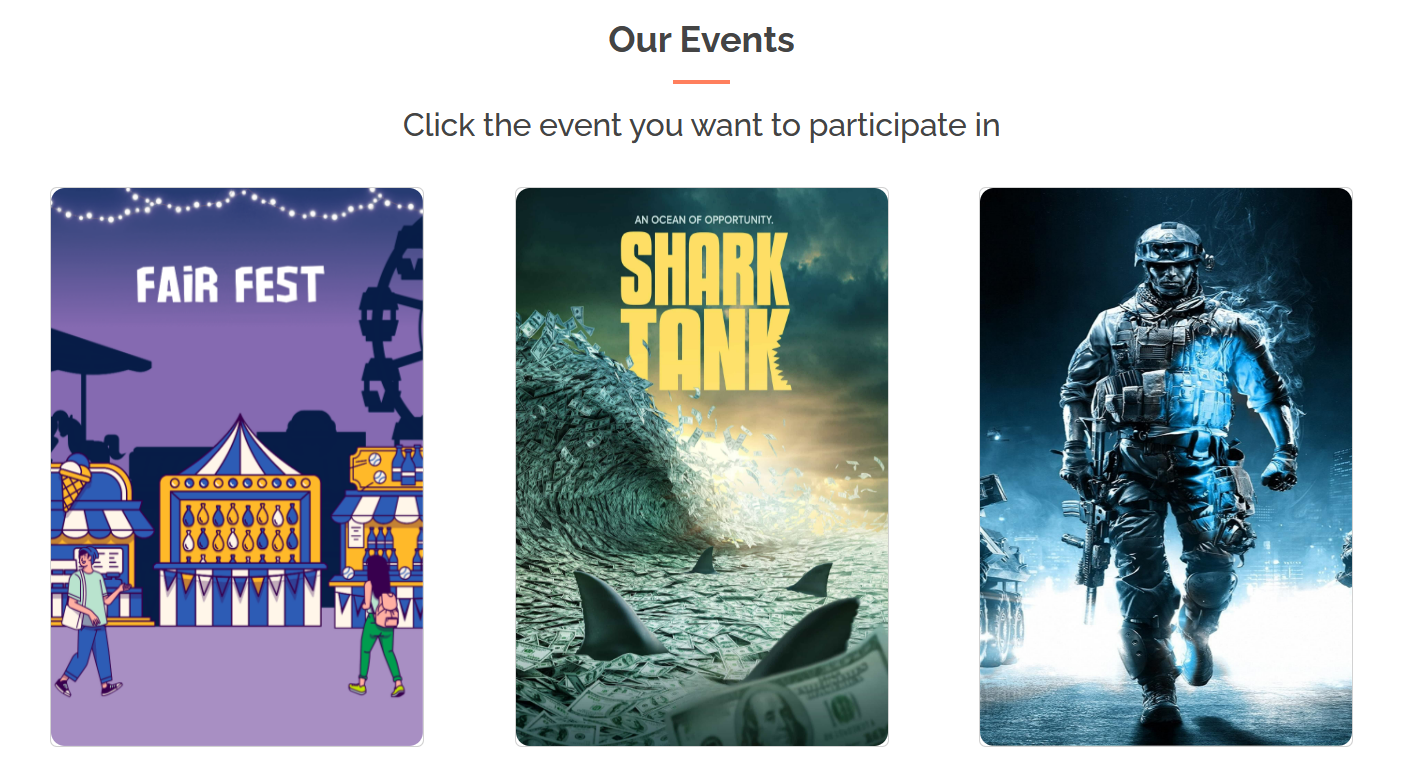 Our Events
Click the event you want to participate in
FAiR FEST
AN OCEAN OF OPPORTUNITY.
SHARK
TANK